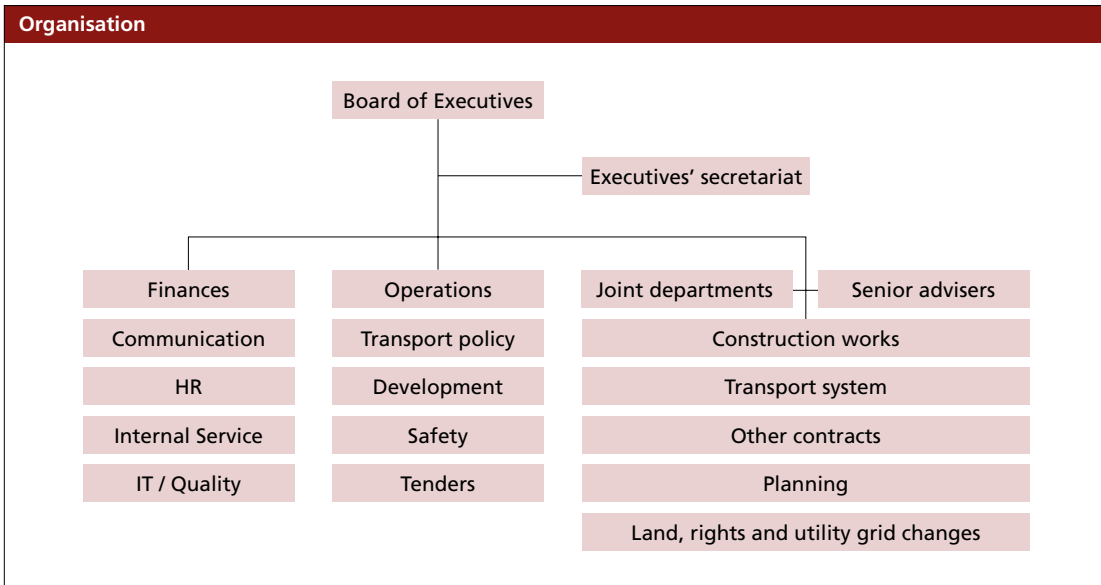 Organisation
Board of Executives
Executives’ secretariat
Finances
Communication
HR
Internal Service
IT / Quality
Operations
Transport policy
Development
Safety
Tenders
Joint departments
Senior advisers
Construction works
Transport system
Other contracts
Planning
Land, rights and utility grid changes